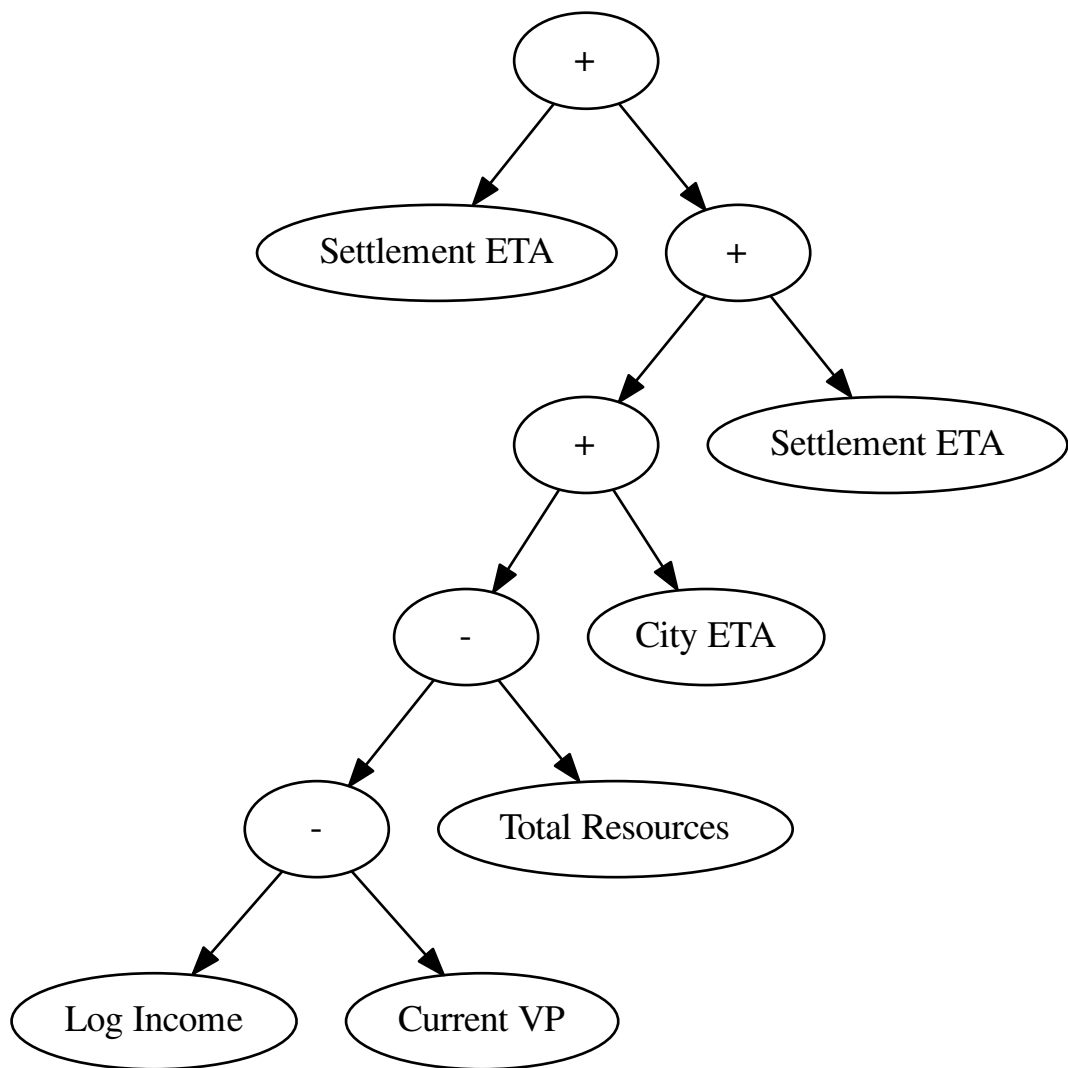 +
Settlement ETA
+
+
Settlement ETA
-
City ETA
-
Total Resources
Log Income
Current VP